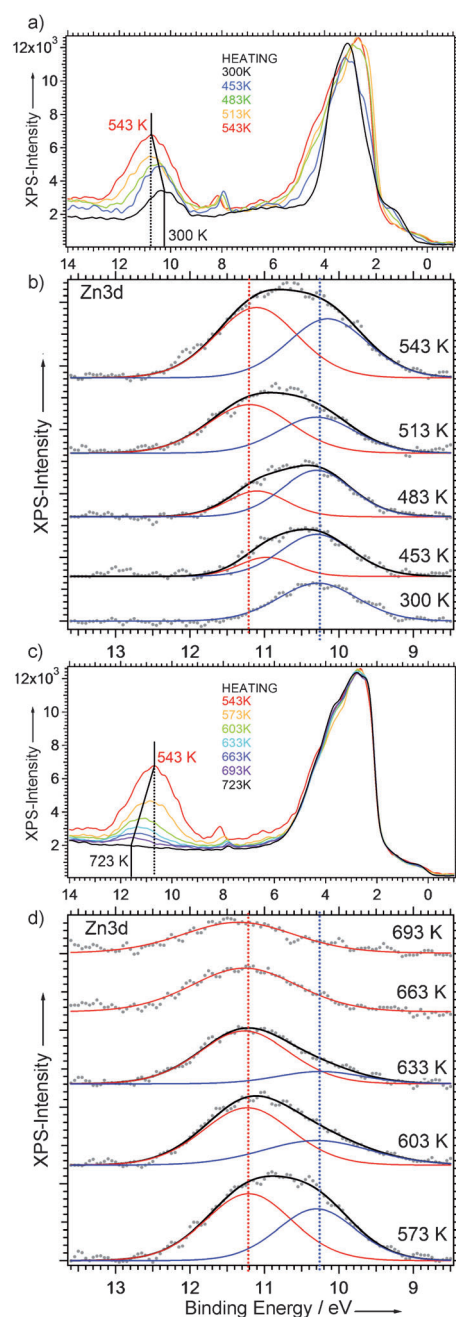 a)
12x10³
10
8
6
4
2
XPS-Intensity
HEATING
300K
453K
483K
513K
543K
543 K
300 K
14 12 10 8 6 4 2 0
b)
Zn3d
XPS-Intensity
543 K
513 K
483 K
453 K
300 K
13 12 11 10 9
c)
12x10³
10
8
6
4
2
XPS-Intensity
HEATING
543K
573K
603K
633K
663K
693K
723K
543 K
723 K
14 12 10 8 6 4 2 0
d)
Zn3d
XPS-Intensity
693 K
663 K
633 K
603 K
573 K
13 12 11 10 9
Binding Energy / eV